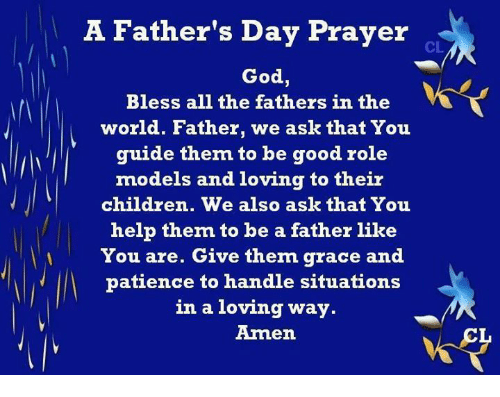 A Father's Day Prayer
CL
God,
Bless all the fathers in the
world. Father, we ask that You
guide them to be good role
models and loving to their
children. We also ask that You
help them to be a father like
You are. Give them grace and
patience to handle situations
in a loving way.
Amen
CL